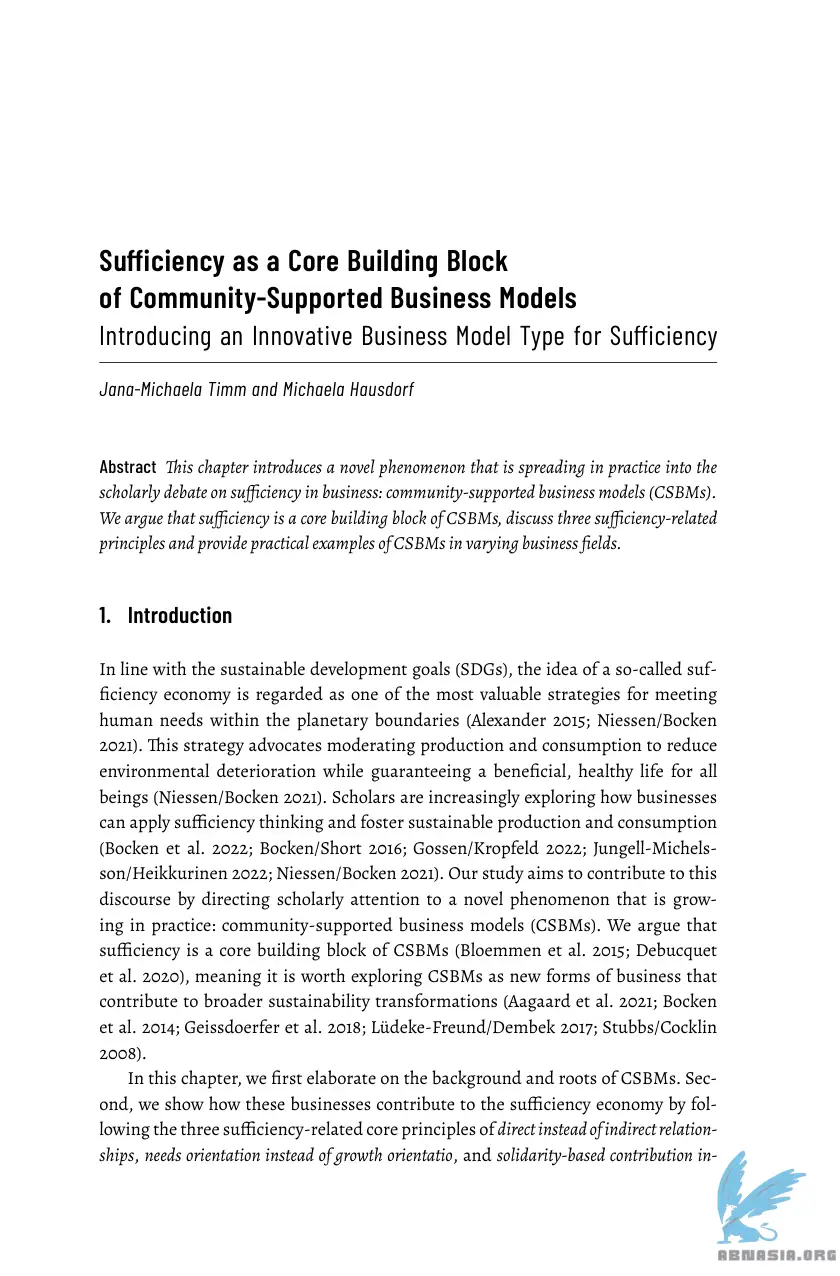 Sufficiency as a Core Building Block
of Community-Supported Business Models
Introducing an Innovative Business Model Type for Sufficiency
Jana-Michaela Timm and Michaela Hausdorf
Abstract This chapter introduces a novel phenomenon that is spreading in practice into the
scholarly debate on sufficiency in business: community-supported business models (CSBMs).
We argue that sufficiency is a core building block of CSBMs, discuss three sufficiency-related
principles and provide practical examples of CSBMs in varying business fields.
1. Introduction
In line with the sustainable development goals (SDGs), the idea of a so-called suf-
ficiency economy is regarded as one of the most valuable strategies for meeting
human needs within the planetary boundaries (Alexander 2015; Niessen/Bocken
2021). This strategy advocates moderating production and consumption to reduce
environmental deterioration while guaranteeing a beneficial, healthy life for all
beings (Niessen/Bocken 2021). Scholars are increasingly exploring how businesses
can apply sufficiency thinking and foster sustainable production and consumption
(Bocken et al. 2022; Bocken/Short 2016; Gossen/Kropfeld 2022; Jungell-Michels-
son/Heikkurinen 2022; Niessen/Bocken 2021). Our study aims to contribute to this
discourse by directing scholarly attention to a novel phenomenon that is grow-
ing in practice: community-supported business models (CSBMs). We argue that
sufficiency is a core building block of CSBMs (Bloemmen et al. 2015; Debucquet
et al. 2020), meaning it is worth exploring CSBMs as new forms of business that
contribute to broader sustainability transformations (Aagaard et al. 2021; Bocken
et al. 2014; Geissdoerfer et al. 2018; Lüdeke-Freund/Dembek 2017; Stubbs/Cocklin
2008).
In this chapter, we first elaborate on the background and roots of CSBMs. Sec-
ond, we show how these businesses contribute to the sufficiency economy by fol-
lowing the three sufficiency-related core principles of direct instead of indirect relation-
ships, needs orientation instead of growth orientatio, and solidarity-based contribution in-
ABNASIA.ORG